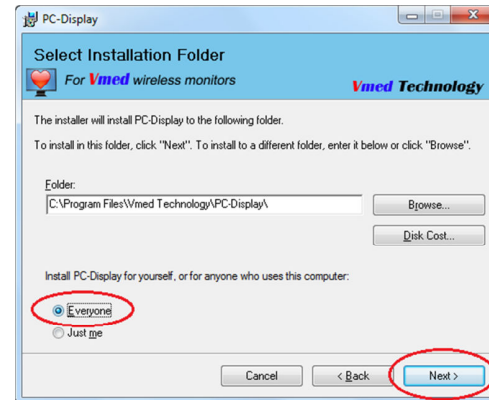 PC-Display
Select Installation Folder
For Vmed wireless monitors
Vmed Technology
The installer will install PC-Display to the following folder.
To install in this folder, click "Next". To install to a different folder, enter it below or click "Browse".
Folder:
C:\Program Files\Vmed Technology\PC-Display\
Browse...
Disk Cost...
Install PC-Display for yourself, or for anyone who uses this computer:
Everyone
Just me
Cancel
< Back
Next >